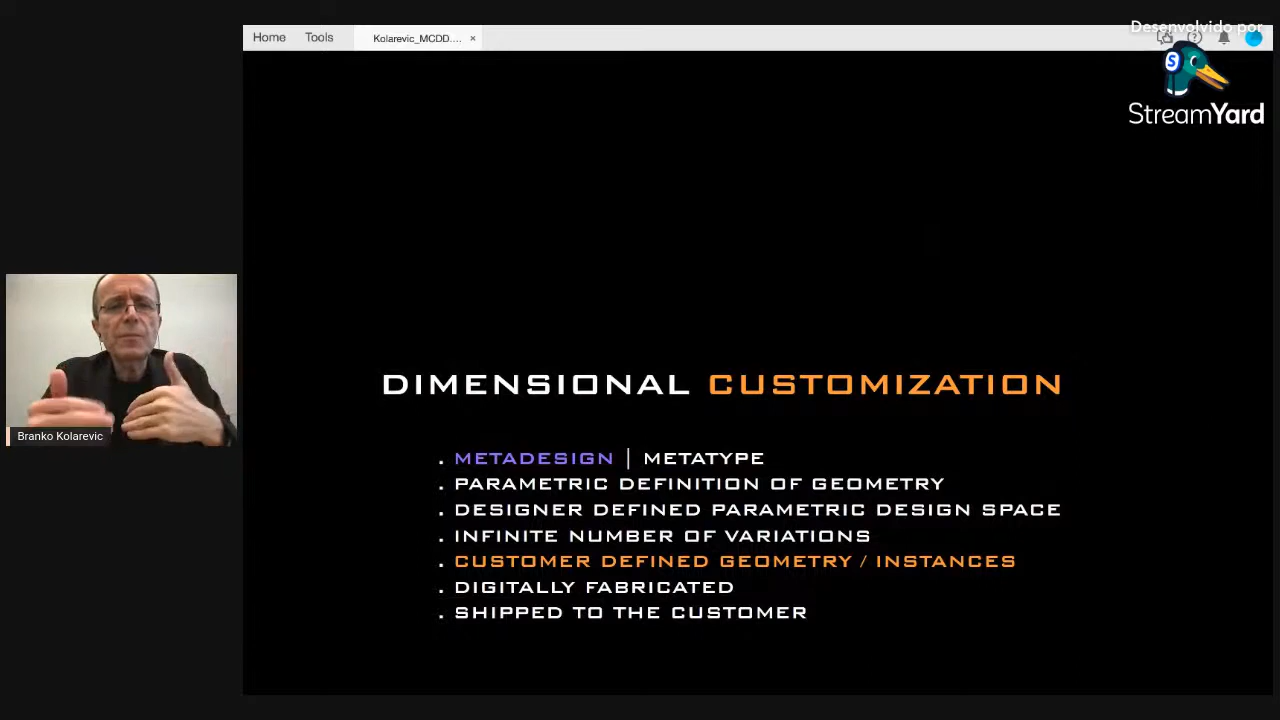 Home Tools Kolarevic_MCDD.... ×
Desenvolvido por
StreamYard
DIMENSIONAL CUSTOMIZATION
. METADESIGN | METATYPE
. PARAMETRIC DEFINITION OF GEOMETRY
. DESIGNER DEFINED PARAMETRIC DESIGN SPACE
. INFINITE NUMBER OF VARIATIONS
. CUSTOMER DEFINED GEOMETRY / INSTANCES
. DIGITALLY FABRICATED
. SHIPPED TO THE CUSTOMER
Branko Kolarevic